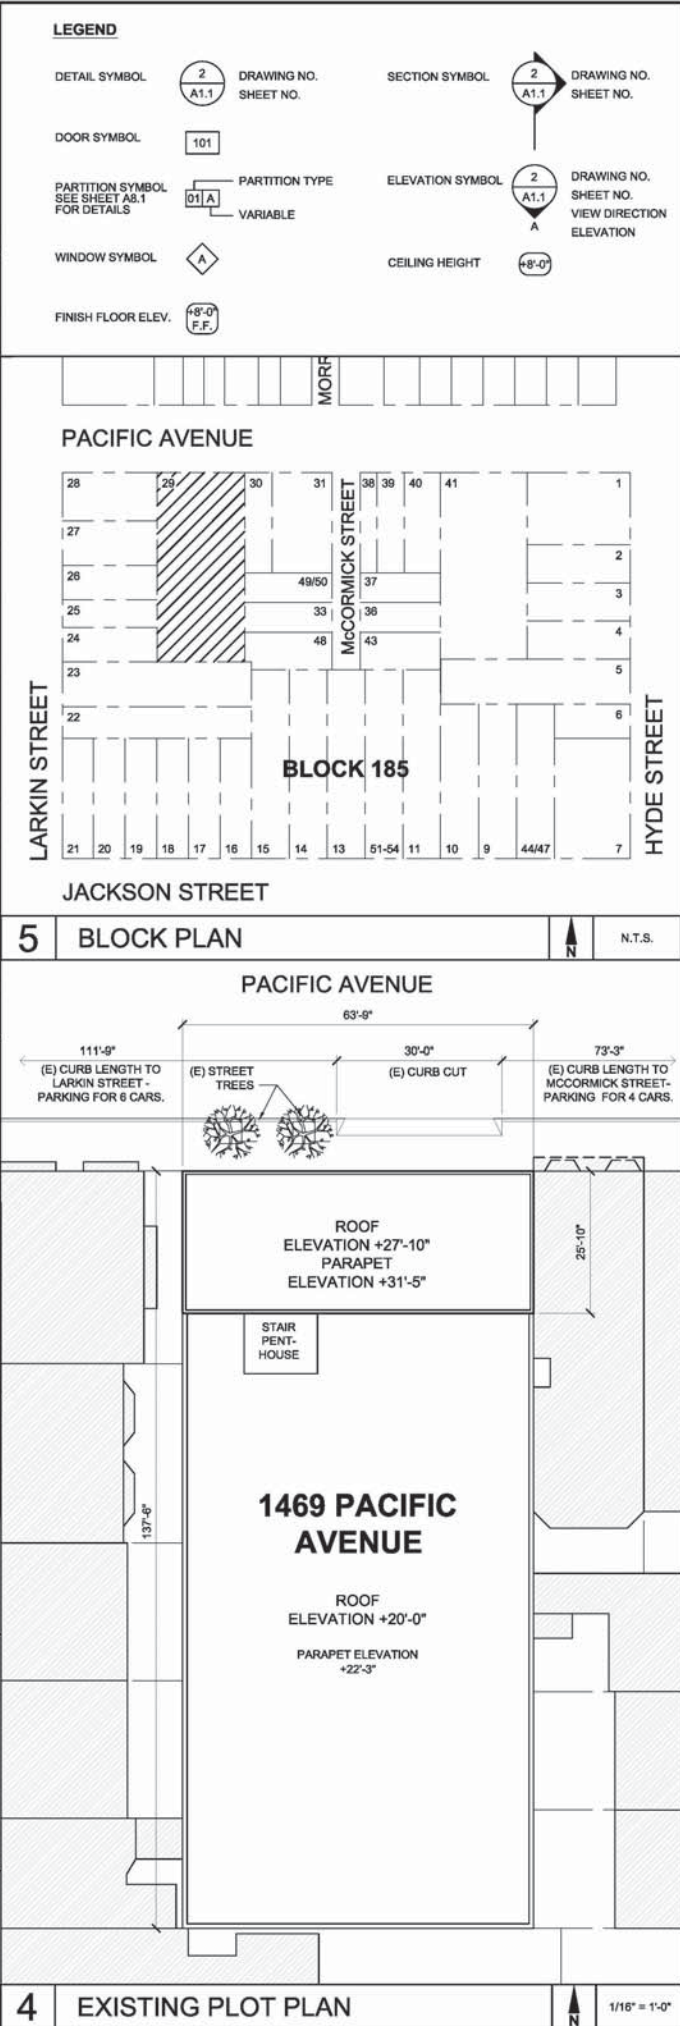 LEGEND
DETAIL SYMBOL
2
A1.1
DRAWING NO.
SHEET NO.
SECTION SYMBOL
2
A1.1
DRAWING NO.
SHEET NO.
DOOR SYMBOL
101
PARTITION SYMBOL
SEE SHEET A8.1
FOR DETAILS
01 A
PARTITION TYPE
VARIABLE
ELEVATION SYMBOL
2
A1.1
A
DRAWING NO.
SHEET NO.
VIEW DIRECTION
ELEVATION
WINDOW SYMBOL
A
CEILING HEIGHT
+8'-0"
FINISH FLOOR ELEV.
+8'-0"
F.F.
MORR
PACIFIC AVENUE
28
29
30
31
38
39
40
41
1
27
26
25
24
23
22
49/50
33
48
McCORMICK STREET
37
36
43
2
3
4
5
6
LARKIN STREET
HYDE STREET
BLOCK 185
21
20
19
18
17
16
15
14
13
51-54
11
10
9
44/47
7
JACKSON STREET
5
BLOCK PLAN
N
N.T.S.
PACIFIC AVENUE
63'-9"
111'-9"
(E) CURB LENGTH TO
LARKIN STREET -
PARKING FOR 6 CARS.
(E) STREET
TREES
30'-0"
(E) CURB CUT
73'-3"
(E) CURB LENGTH TO
MCCORMICK STREET-
PARKING FOR 4 CARS.
ROOF
ELEVATION +27'-10"
PARAPET
ELEVATION +31'-5"
25'-10"
STAIR
PENT-
HOUSE
137'-6"
1469 PACIFIC
AVENUE
ROOF
ELEVATION +20'-0"
PARAPET ELEVATION
+22'-3"
4
EXISTING PLOT PLAN
N
1/16" = 1'-0"